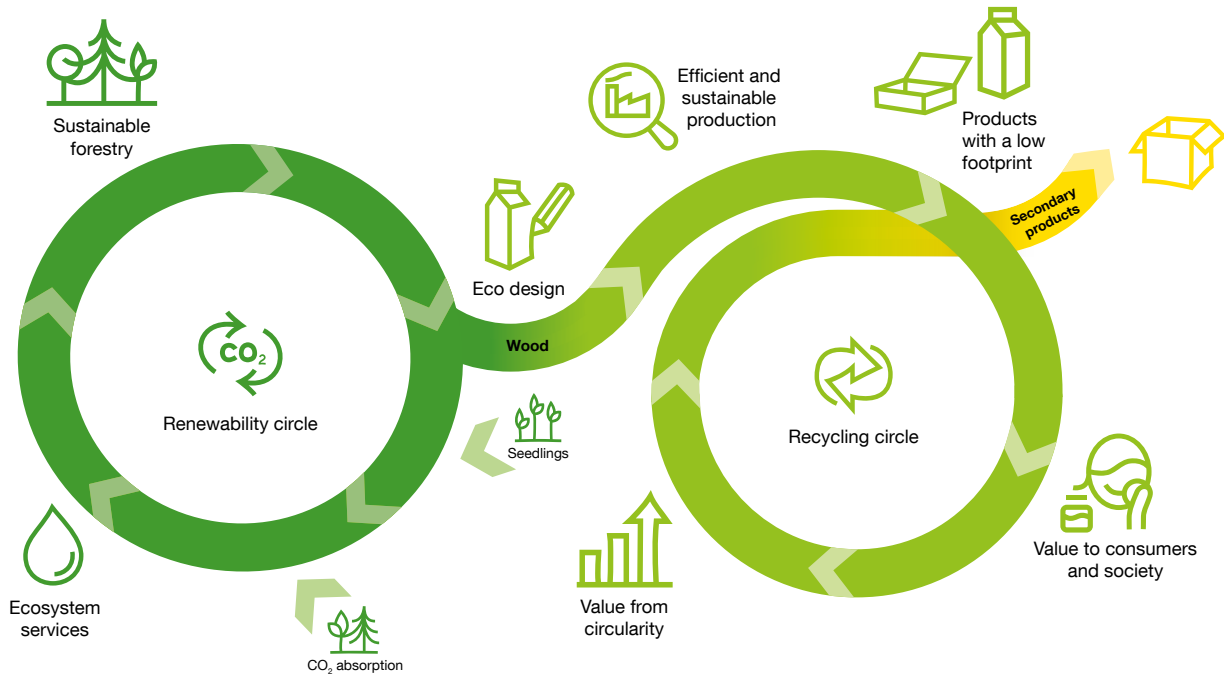 Sustainable
forestry
Efficient and
sustainable
production
Products
with a low
footprint
Secondary
products
Eco design
Wood
CO₂
Renewability circle
Seedlings
Recycling circle
Value to consumers
and society
Value from
circularity
Ecosystem
services
CO₂ absorption